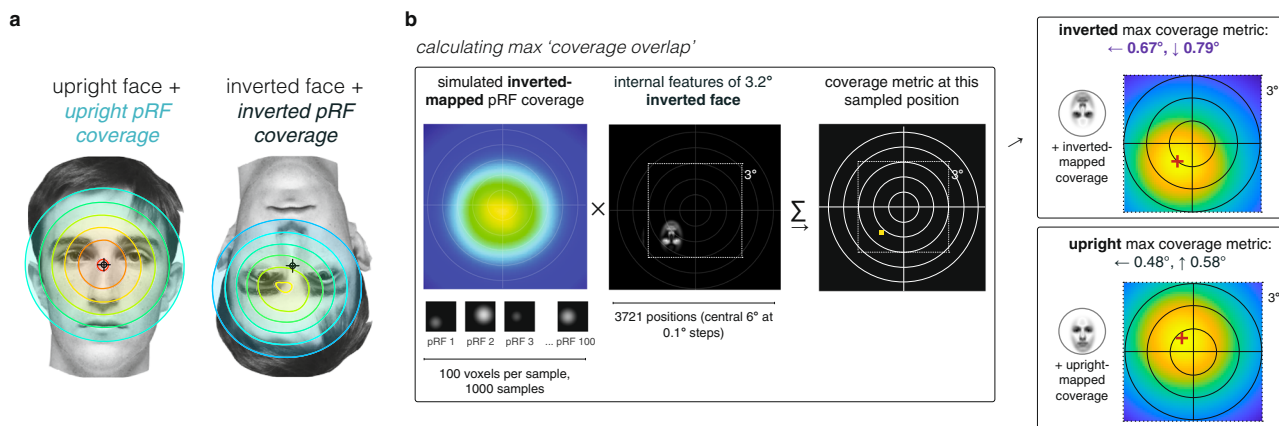 a
upright face +
upright pRF
coverage
inverted face +
inverted pRF
coverage
b
calculating max ‘coverage overlap’
simulated inverted-
mapped pRF coverage
pRF 1
pRF 2
pRF 3
... pRF 100
100 voxels per sample,
1000 samples
×
internal features of 3.2°
inverted face
3°
3721 positions (central 6° at
0.1° steps)
∑
→
coverage metric at this
sampled position
3°
→
inverted max coverage metric:
← 0.67°, ↓ 0.79°
3°
+ inverted-
mapped
coverage
upright max coverage metric:
← 0.48°, ↑ 0.58°
3°
+ upright-
mapped
coverage